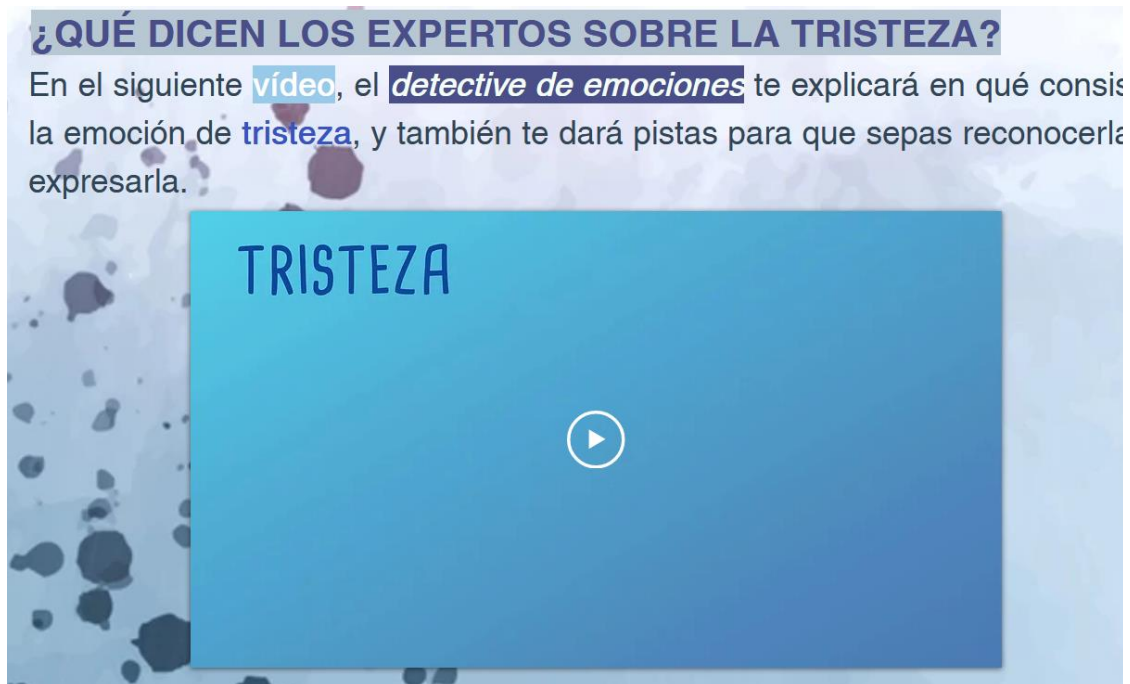 ¿QUÉ DICEN LOS EXPERTOS SOBRE LA TRISTEZA?
En el siguiente vídeo, el detective de emociones te explicará en qué consis
la emoción de tristeza, y también te dará pistas para que sepas reconocerla
expresarla.
TRISTEZA